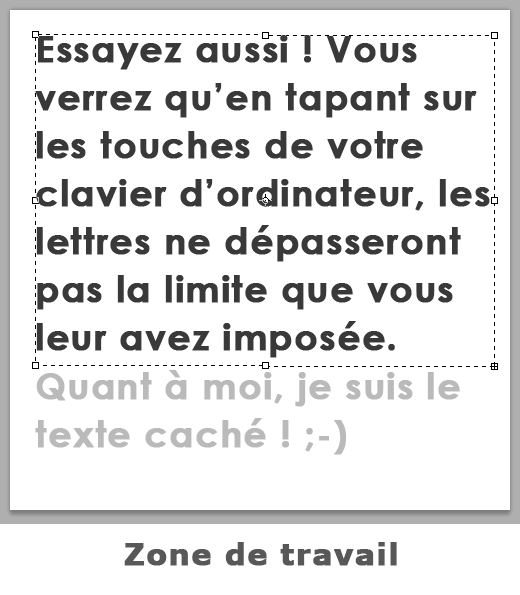 Essayez aussi ! Vous
verrez qu’en tapant sur
les touches de votre
clavier d’ordinateur, les
lettres ne dépasseront
pas la limite que vous
leur avez imposée.
Quant à moi, je suis le
texte caché ! ;-)
Zone de travail